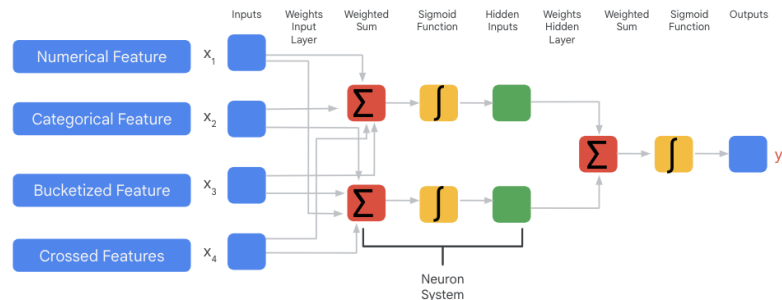 Inputs
Weights
Input
Layer
Weighted
Sum
Sigmoid
Function
Hidden
Inputs
Weights
Hidden
Layer
Weighted
Sum
Sigmoid
Function
Outputs
Numerical Feature
X1
Categorical Feature
X2
Σ
∫
Bucketized Feature
X3
Σ
∫
Σ
∫
y
Crossed Features
X4
Neuron
System